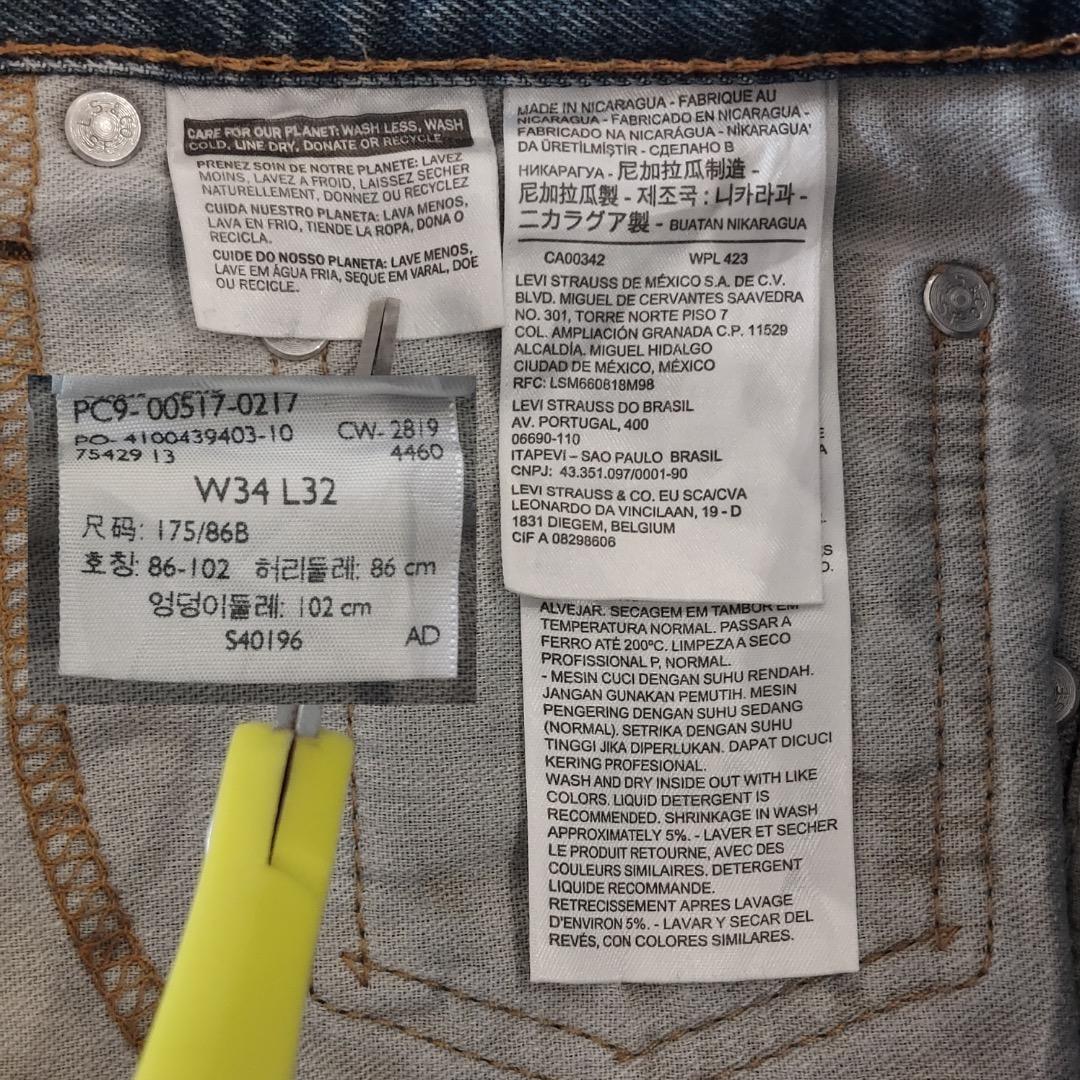 CARE FOR OUR PLANET: WASH LESS, WASH
COLD, LINE DRY, DONATE OR RECYCLE
PRENEZ SOIN DE NOTRE PLANETE: LAVEZ
MOINS, LAVEZ A FROID, LAISSEZ SECHER
NATURELLEMENT, DONNEZ OU RECYCLEZ
CUIDA NUESTRO PLANETA: LAVA MENOS,
LAVA EN FRIO, TIENDE LA ROPA, DONA O
RECICLA.
CUIDE DO NOSSO PLANETA: LAVE MENOS,
LAVE EM ÁGUA FRIA, SEQUE EM VARAL, DOE
OU RECICLE.
PC9-00517-0217
PO- 4100439403-10 CW- 2819
75429 13 4460
W34 L32
尺码: 175/86B
호칭: 86-102 허리둘레: 86 cm
엉덩이둘레: 102 cm
S40196 AD
MADE IN NICARAGUA - FABRIQUE AU
NICARAGUA - FABRICADO EN NICARAGUA -
FABRICADO NA NICARÁGUA - NİKARAGUA'
DA ÜRETİLMİŞTİR - СДЕЛАНО В
НИКАРАГУА - 尼加拉瓜制造 -
尼加拉瓜製 - 제조국 : 니카라과 -
ニカラグア製 - BUATAN NIKARAGUA
CA00342 WPL 423
LEVI STRAUSS DE MÉXICO S.A. DE C.V.
BLVD. MIGUEL DE CERVANTES SAAVEDRA
NO. 301, TORRE NORTE PISO 7
COL. AMPLIACIÓN GRANADA C.P. 11529
ALCALDÍA. MIGUEL HIDALGO
CIUDAD DE MÉXICO, MÉXICO
RFC: LSM660818M98
LEVI STRAUSS DO BRASIL
AV. PORTUGAL, 400
06690-110
ITAPEVI – SAO PAULO BRASIL
CNPJ: 43.351.097/0001-90
LEVI STRAUSS & CO. EU SCA/CVA
LEONARDO DA VINCILAAN, 19 - D
1831 DIEGEM, BELGIUM
CIF A 08298606
ALVEJAR. SECAGEM EM TAMBOR EM
TEMPERATURA NORMAL. PASSAR A
FERRO ATÉ 200ºC. LIMPEZA A SECO
PROFISSIONAL P, NORMAL.
- MESIN CUCI DENGAN SUHU RENDAH.
JANGAN GUNAKAN PEMUTIH. MESIN
PENGERING DENGAN SUHU SEDANG
(NORMAL). SETRIKA DENGAN SUHU
TINGGI JIKA DIPERLUKAN. DAPAT DICUCI
KERING PROFESIONAL.
WASH AND DRY INSIDE OUT WITH LIKE
COLORS. LIQUID DETERGENT IS
RECOMMENDED. SHRINKAGE IN WASH
APPROXIMATELY 5%. - LAVER ET SECHER
LE PRODUIT RETOURNE, AVEC DES
COULEURS SIMILAIRES. DETERGENT
LIQUIDE RECOMMANDE.
RETRECISSEMENT APRES LAVAGE
D'ENVIRON 5%. - LAVAR Y SECAR DEL
REVÉS, CON COLORES SIMILARES.